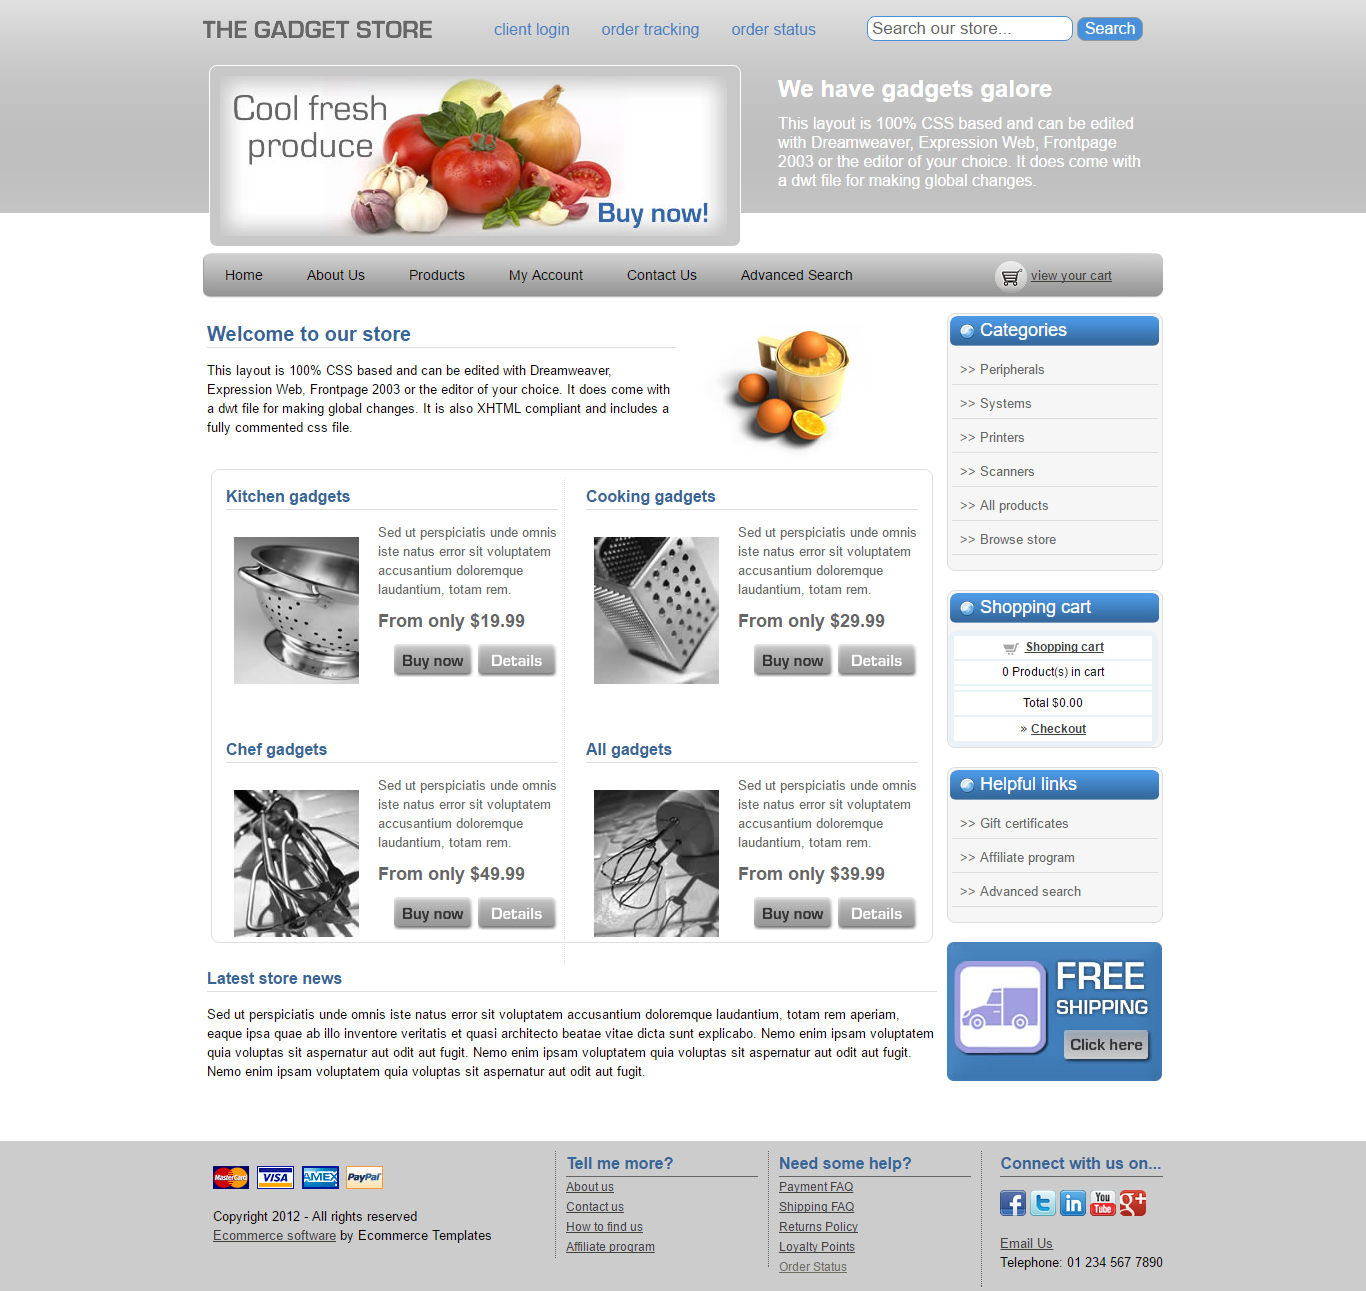 THE GADGET STORE
client login
order tracking
order status
Search our store...
Search
Cool fresh
produce
Buy now!
We have gadgets galore
This layout is 100% CSS based and can be edited
with Dreamweaver, Expression Web, Frontpage
2003 or the editor of your choice. It does come with
a dwt file for making global changes.
Home
About Us
Products
My Account
Contact Us
Advanced Search
view your cart
Welcome to our store
This layout is 100% CSS based and can be edited with Dreamweaver,
Expression Web, Frontpage 2003 or the editor of your choice. It does come with
a dwt file for making global changes. It is also XHTML compliant and includes a
fully commented css file.
Kitchen gadgets
Sed ut perspiciatis unde omnis
iste natus error sit voluptatem
accusantium doloremque
laudantium, totam rem.
From only $19.99
Buy now
Details
Cooking gadgets
Sed ut perspiciatis unde omnis
iste natus error sit voluptatem
accusantium doloremque
laudantium, totam rem.
From only $29.99
Buy now
Details
Chef gadgets
Sed ut perspiciatis unde omnis
iste natus error sit voluptatem
accusantium doloremque
laudantium, totam rem.
From only $49.99
Buy now
Details
All gadgets
Sed ut perspiciatis unde omnis
iste natus error sit voluptatem
accusantium doloremque
laudantium, totam rem.
From only $39.99
Buy now
Details
Latest store news
Sed ut perspiciatis unde omnis iste natus error sit voluptatem accusantium doloremque laudantium, totam rem aperiam,
eaque ipsa quae ab illo inventore veritatis et quasi architecto beatae vitae dicta sunt explicabo. Nemo enim ipsam voluptatem
quia voluptas sit aspernatur aut odit aut fugit. Nemo enim ipsam voluptatem quia voluptas sit aspernatur aut odit aut fugit.
Nemo enim ipsam voluptatem quia voluptas sit aspernatur aut odit aut fugit.
Categories
>> Peripherals
>> Systems
>> Printers
>> Scanners
>> All products
>> Browse store
Shopping cart
Shopping cart
0 Product(s) in cart
Total $0.00
» Checkout
Helpful links
>> Gift certificates
>> Affiliate program
>> Advanced search
FREE
SHIPPING
Click here
MasterCard
VISA
AMEX
PayPal
Copyright 2012 - All rights reserved
Ecommerce software by Ecommerce Templates
Tell me more?
About us
Contact us
How to find us
Affiliate program
Need some help?
Payment FAQ
Shipping FAQ
Returns Policy
Loyalty Points
Order Status
Connect with us on...
f
t
in
You
Tube
g+
Email Us
Telephone: 01 234 567 7890